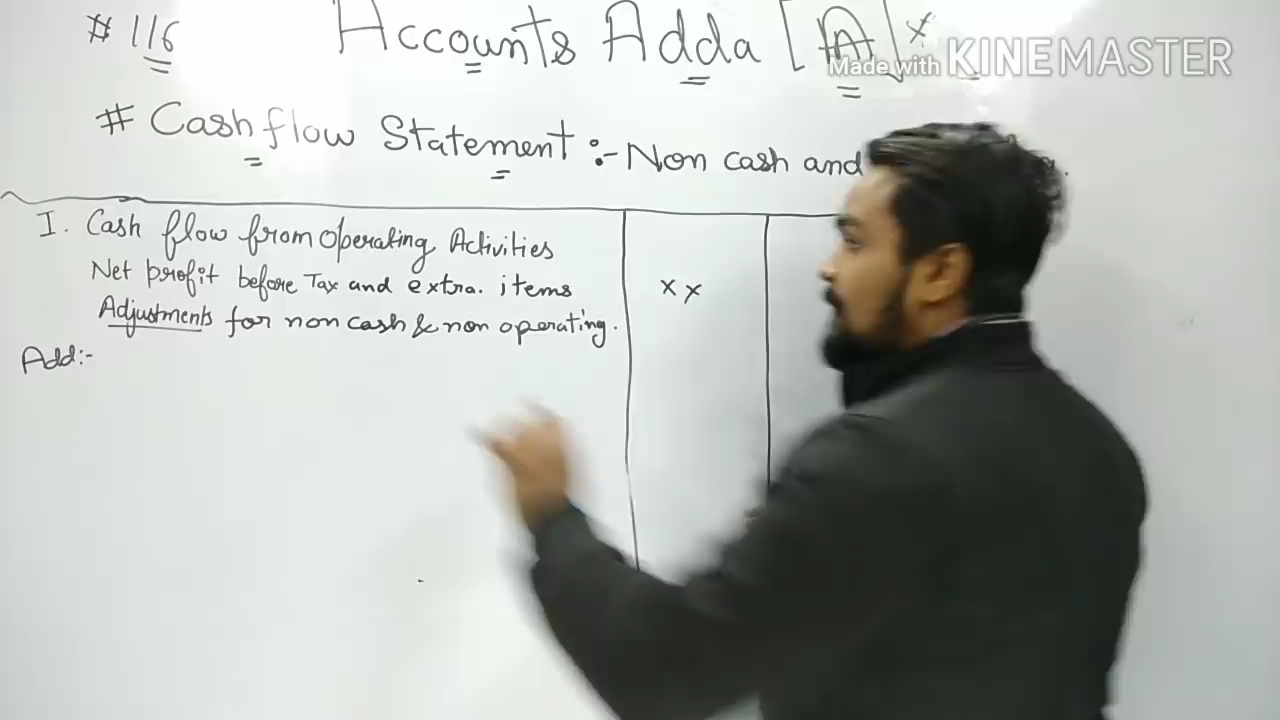 # 116
Accounts Adda [A] x
Made with KINEMASTER
# Cash flow Statement :- Non cash and
I. Cash flow from operating Activities
Net profit before Tax and extra. items x x
Adjustments for non cash & non operating.
Add:-